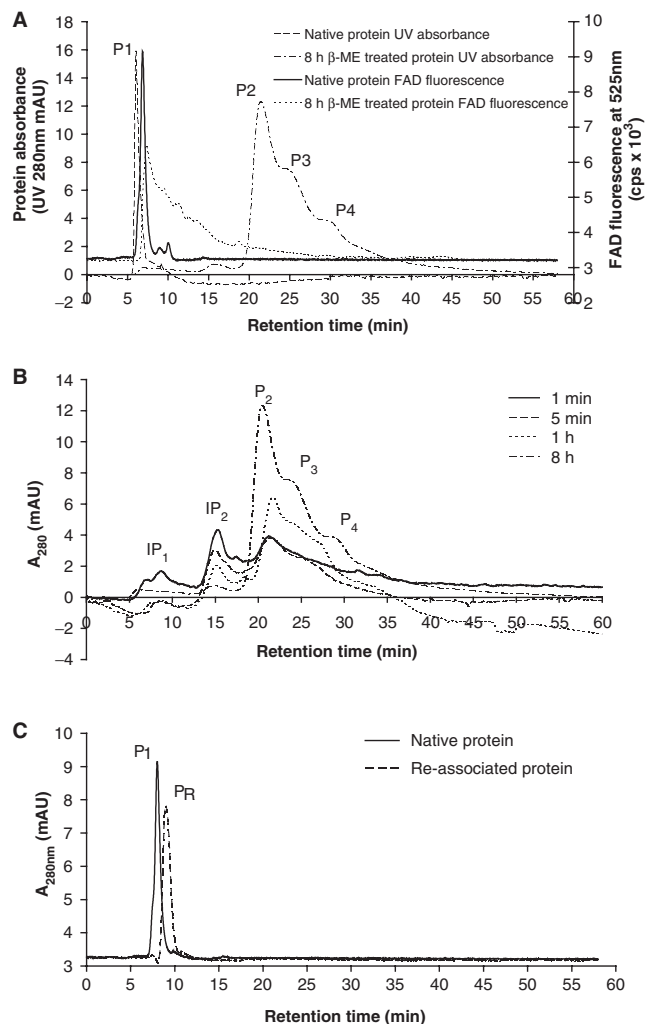 A
Protein absorbance
(UV 280nm mAU)
18
16
14
12
10
8
6
4
2
0
–2
P1
P2
P3
P4
Native protein UV absorbance
8 h β-ME treated protein UV absorbance
Native protein FAD fluorescence
8 h β-ME treated protein FAD fluorescence
10
9
8
7
6
5
4
3
2
FAD fluorescence at 525nm
(cps x 10³)
0 5 10 15 20 25 30 35 40 45 50 55 60
Retention time (min)
B
A280 (mAU)
14
12
10
8
6
4
2
0
–2
–4
IP1
IP2
P2
P3
P4
1 min
5 min
1 h
8 h
0 5 10 15 20 25 30 35 40 45 50 55 60
Retention time (min)
C
A280nm (mAU)
10
9
8
7
6
5
4
3
P1
PR
Native protein
Re-associated protein
0 5 10 15 20 25 30 35 40 45 50 55 60
Retention time (min)